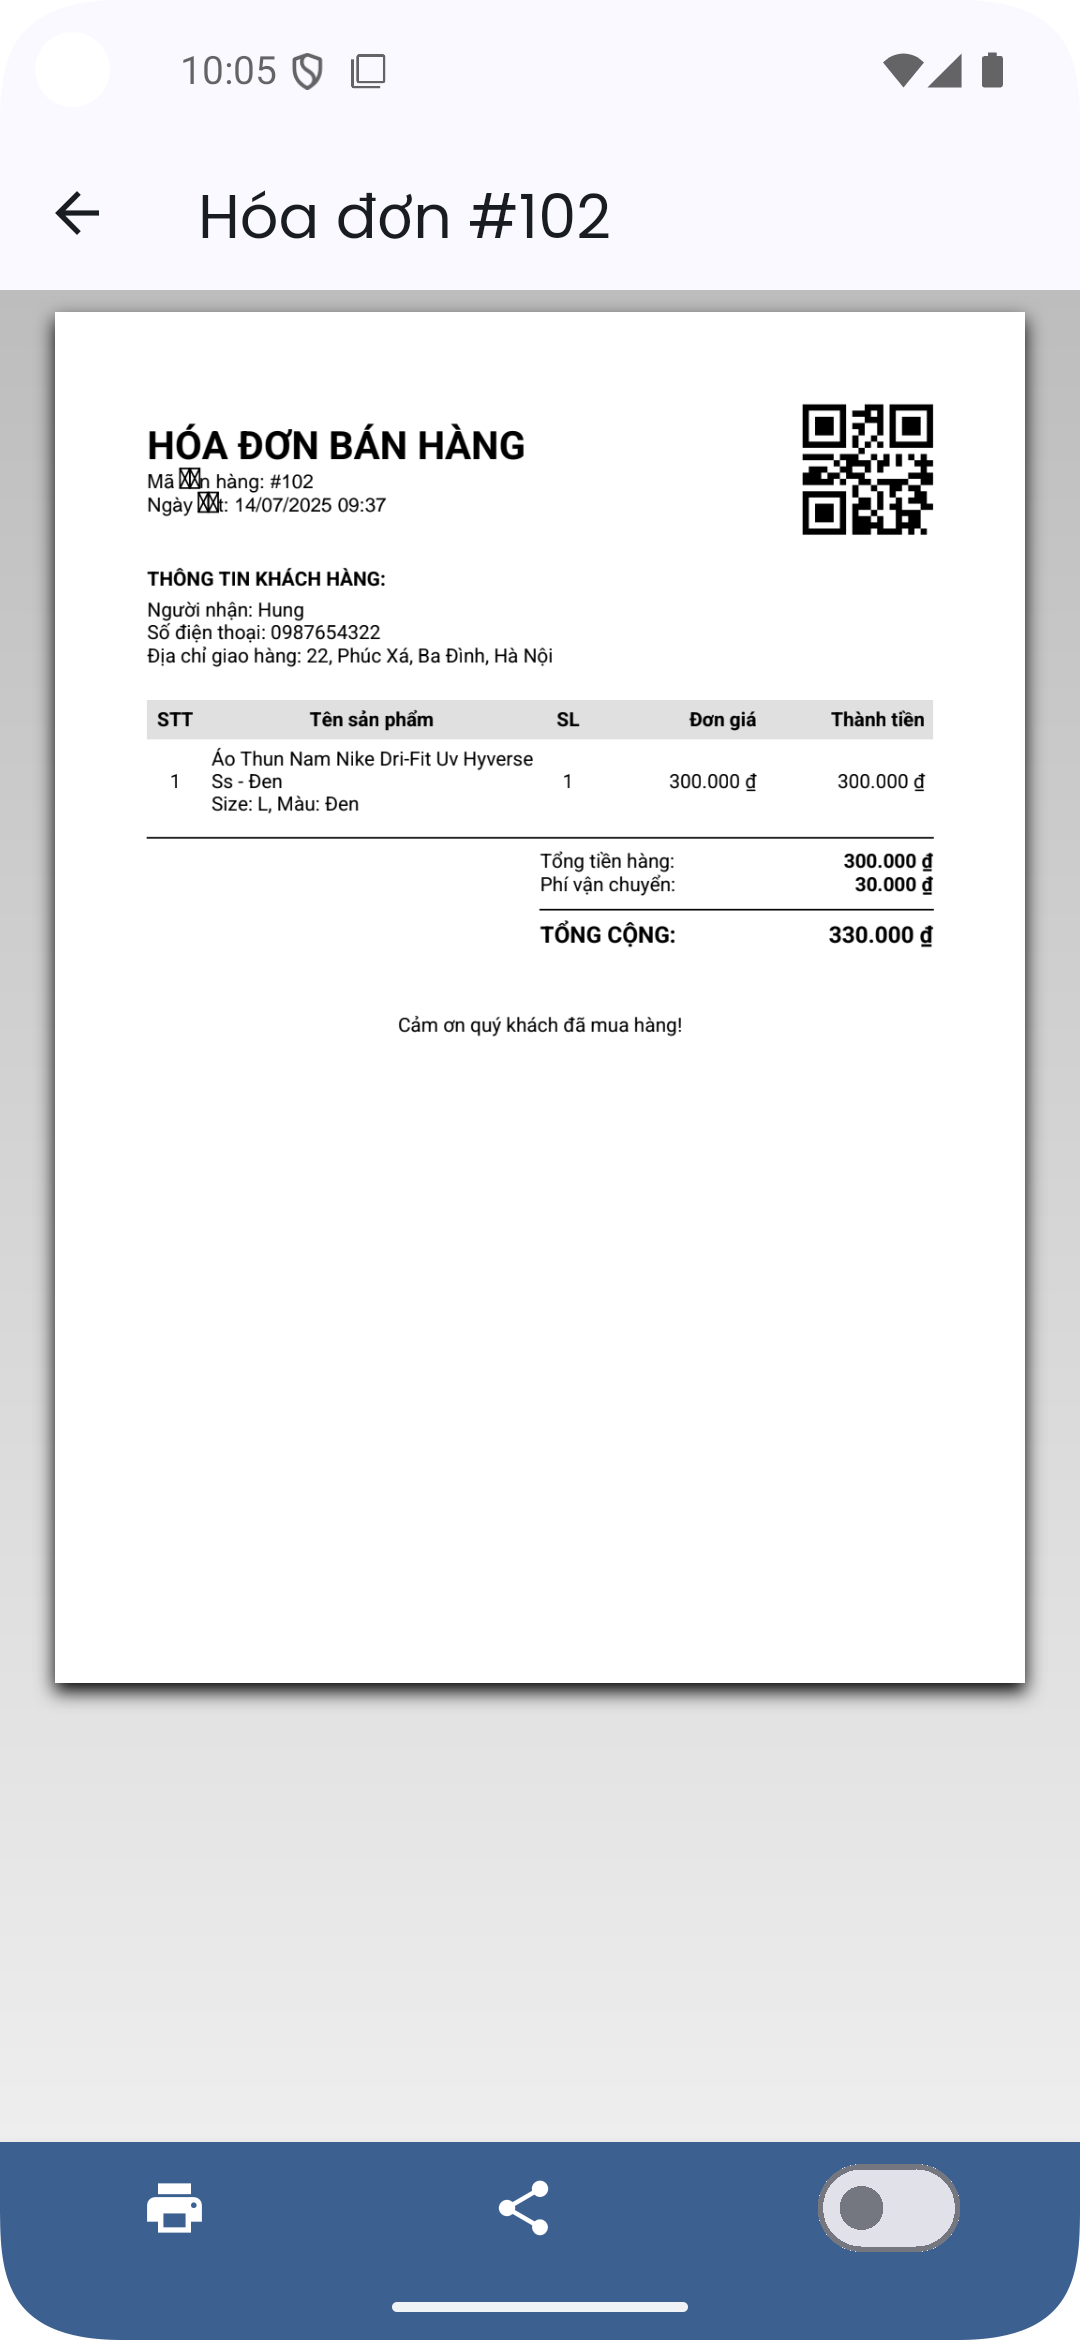 10:05
Hóa đơn #102
HÓA ĐƠN BÁN HÀNG
Mã n hàng: #102
Ngày t: 14/07/2025 09:37
THÔNG TIN KHÁCH HÀNG:
Người nhận: Hung
Số điện thoại: 0987654322
Địa chỉ giao hàng: 22, Phúc Xá, Ba Đình, Hà Nội
STT Tên sản phẩm SL Đơn giá Thành tiền
1 Áo Thun Nam Nike Dri-Fit Uv Hyverse Ss - Đen Size: L, Màu: Đen 1 300.000 ₫ 300.000 ₫
Tổng tiền hàng: 300.000 ₫
Phí vận chuyển: 30.000 ₫
TỔNG CỘNG: 330.000 ₫
Cảm ơn quý khách đã mua hàng!